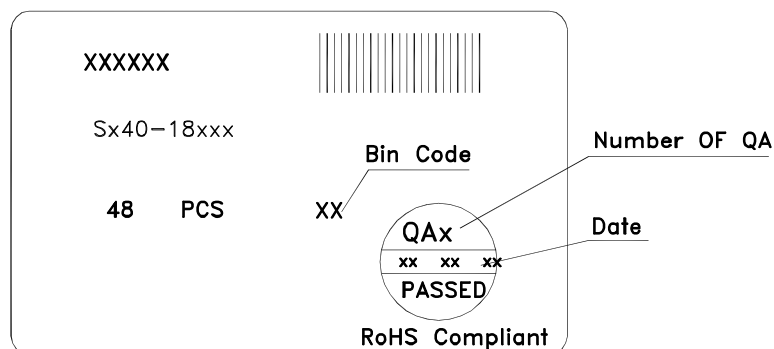 XXXXXX
Sx40-18xxx
Bin Code
Number OF QA
48 PCS XX
QAx
Date
xx xx xx
PASSED
RoHS Compliant